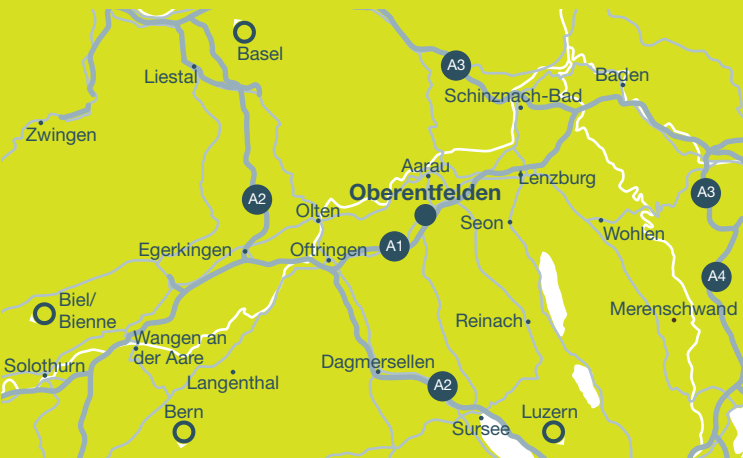 Basel
A3
Liestal
Baden
Schinznach-Bad
Zwingen
Aarau
Lenzburg
Oberentfelden
A3
A2
Olten
Seon
Wohlen
A1
Egerkingen
Oftringen
A4
Biel/
Bienne
Merenschwand
Reinach
Wangen an
der Aare
Solothurn
Dagmersellen
Langenthal
A2
Bern
Luzern
Sursee